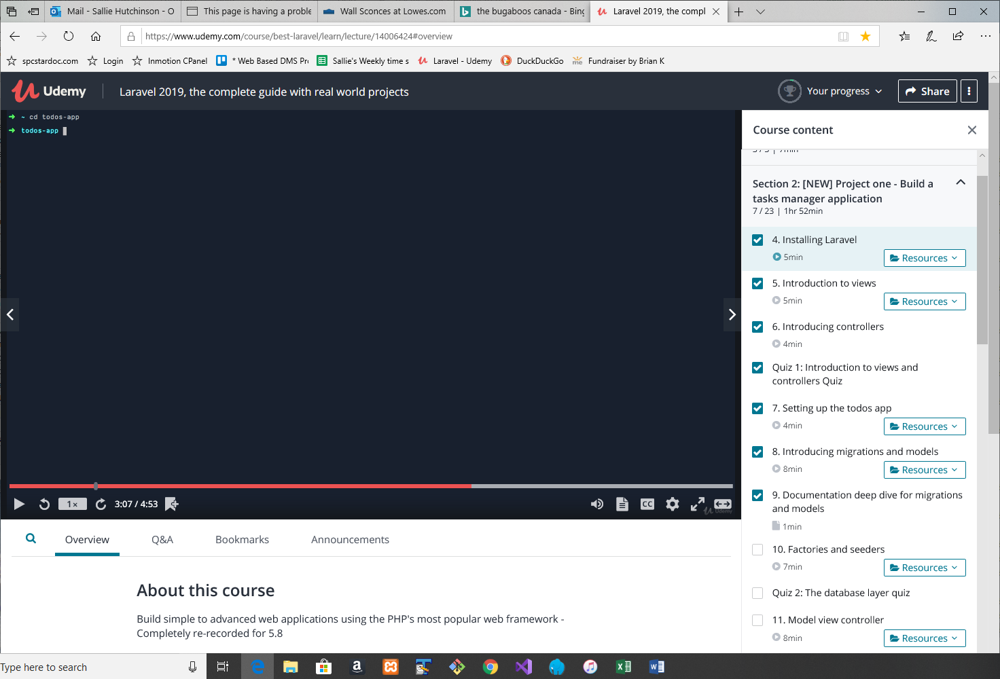 Mail - Sallie Hutchinson - O
This page is having a proble
Wall Sconces at Lowes.com
the bugaboos canada - Bing
Laravel 2019, the compl
https://www.udemy.com/course/best-laravel/learn/lecture/14006424#overview
spcstardoc.com
Login
Inmotion CPanel
* Web Based DMS Pr
Sallie's Weekly time s
Laravel - Udemy
DuckDuckGo
me
Fundraiser by Brian K
Udemy
Laravel 2019, the complete guide with real world projects
Your progress
Share
➜ ~ cd todos-app
➜ todos-app
Course content
Section 2: [NEW] Project one - Build a
tasks manager application
7 / 23 | 1hr 52min
4. Installing Laravel
5min
Resources
5. Introduction to views
5min
Resources
6. Introducing controllers
4min
Quiz 1: Introduction to views and
controllers Quiz
7. Setting up the todos app
4min
Resources
8. Introducing migrations and models
8min
Resources
9. Documentation deep dive for migrations
and models
1min
10. Factories and seeders
7min
Resources
Quiz 2: The database layer quiz
11. Model view controller
8min
Resources
1×
3:07 / 4:53
CC
Udemy
Overview
Q&A
Bookmarks
Announcements
About this course
Build simple to advanced web applications using the PHP's most popular web framework -
Completely re-recorded for 5.8
Type here to search